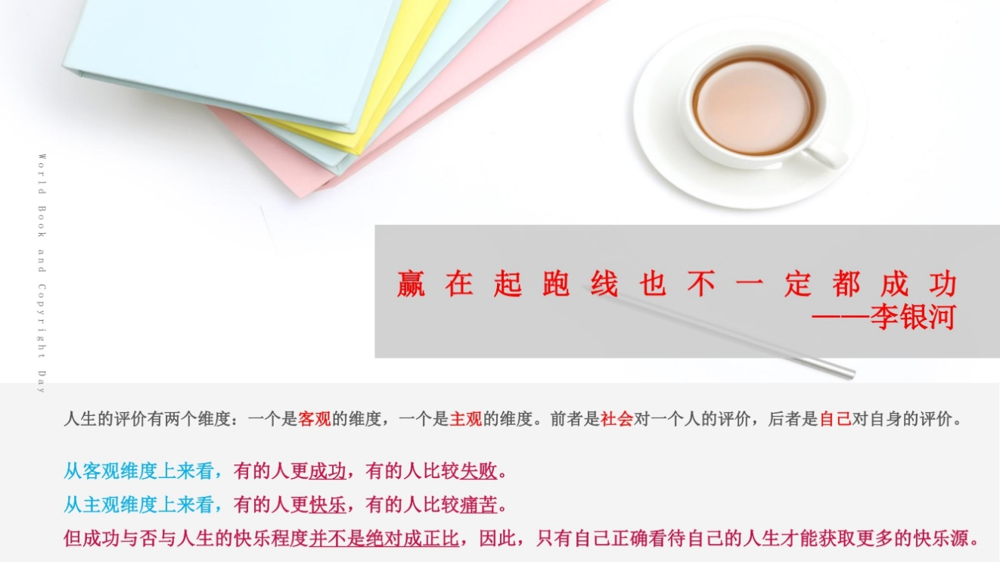 World Book and Copyright Day
赢在起跑线也不一定都成功
——李银河
人生的评价有两个维度：一个是客观的维度，一个是主观的维度。前者是社会对一个人的评价，后者是自己对自身的评价。
从客观维度上来看，有的人更成功，有的人比较失败。
从主观维度上来看，有的人更快乐，有的人比较痛苦。
但成功与否与人生的快乐程度并不是绝对成正比，因此，只有自己正确看待自己的人生才能获取更多的快乐源。